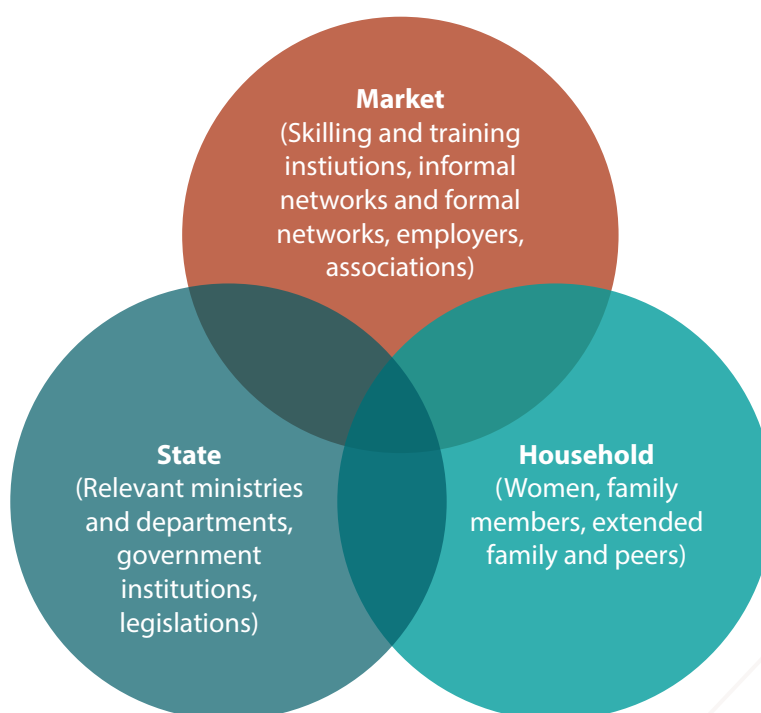 Market
(Skilling and training
instiutions, informal
networks and formal
networks, employers,
associations)
State
(Relevant ministries
and departments,
government
institutions,
legislations)
Household
(Women, family
members, extended
family and peers)